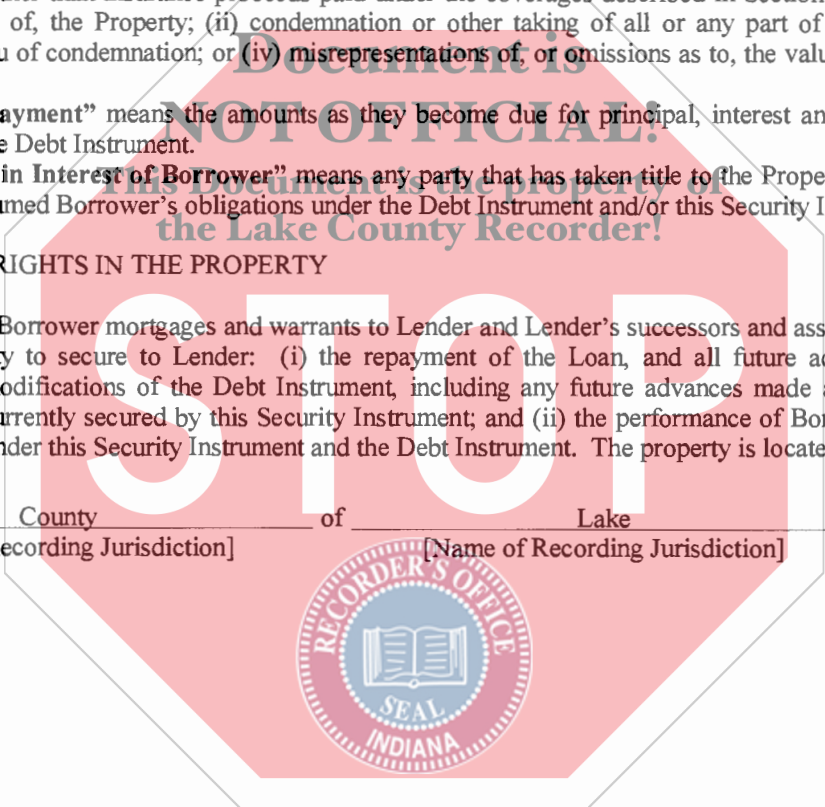 of, the Property; (ii) condemnation or other taking of all or any part of
of condemnation; or (iv) misrepresentations of, or omissions as to, the
Document is
ayment” means the amounts as they become due for principal, interest an
NOT OFFICIAL!
Debt Instrument.
in Interest of Borrower” means any party that has taken title to the Prope
This Document is the property of
umed Borrower’s obligations under the Debt Instrument and/or this Security I
the Lake County Recorder!
RIGHTS IN THE PROPERTY
STOP
Borrower mortgages and warrants to Lender and Lender’s successors and ass
y to secure to Lender: (i) the repayment of the Loan, and all future
odifications of the Debt Instrument, including any future advances made
urrently secured by this Security Instrument; and (ii) the performance of Bor
nder this Security Instrument and the Debt Instrument. The property is locate
County of Lake
ecording Jurisdiction] [Name of Recording Jurisdiction]
RECORDER'S OFFICE
SEAL
INDIANA